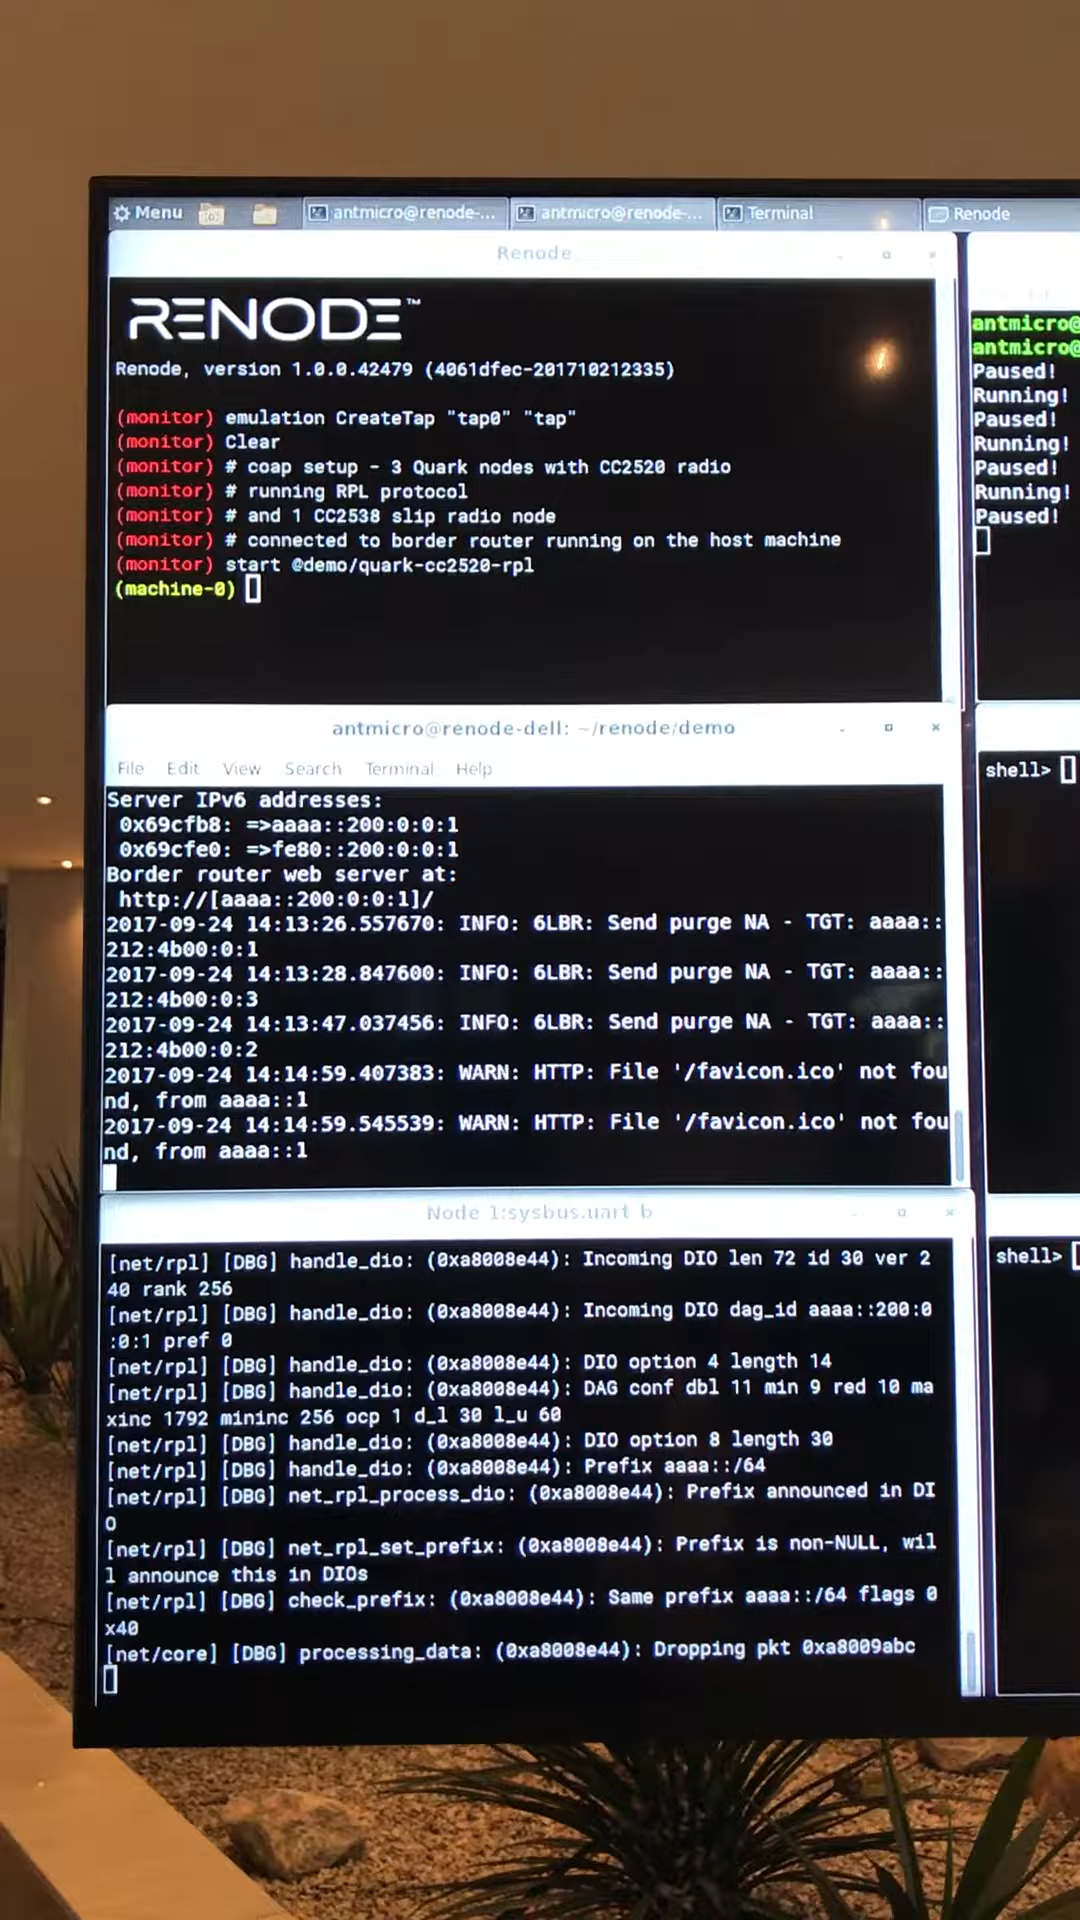 Menu
antmicro@renode-...
antmicro@renode-...
Terminal
Renode
Renode
RENODE™
Renode, version 1.0.0.42479 (4061dfec-201710212335)
(monitor) emulation CreateTap "tap0" "tap"
(monitor) Clear
(monitor) # coap setup - 3 Quark nodes with CC2520 radio
(monitor) # running RPL protocol
(monitor) # and 1 CC2538 slip radio node
(monitor) # connected to border router running on the host machine
(monitor) start @demo/quark-cc2520-rpl
(machine-0)
antmicro@
antmicro@
Paused!
Running!
Paused!
Running!
Paused!
Running!
Paused!
antmicro@renode-dell: ~/renode/demo
File Edit View Search Terminal Help
Server IPv6 addresses:
0x69cfb8: =>aaaa::200:0:0:1
0x69cfe0: =>fe80::200:0:0:1
Border router web server at:
http://[aaaa::200:0:0:1]/
2017-09-24 14:13:26.557670: INFO: 6LBR: Send purge NA - TGT: aaaa::
212:4b00:0:1
2017-09-24 14:13:28.847600: INFO: 6LBR: Send purge NA - TGT: aaaa::
212:4b00:0:3
2017-09-24 14:13:47.037456: INFO: 6LBR: Send purge NA - TGT: aaaa::
212:4b00:0:2
2017-09-24 14:14:59.407383: WARN: HTTP: File '/favicon.ico' not fou
nd, from aaaa::1
2017-09-24 14:14:59.545539: WARN: HTTP: File '/favicon.ico' not fou
nd, from aaaa::1
shell>
Node 1:sysbus.uart b
[net/rpl] [DBG] handle_dio: (0xa8008e44): Incoming DIO len 72 id 30 ver 2
40 rank 256
[net/rpl] [DBG] handle_dio: (0xa8008e44): Incoming DIO dag_id aaaa::200:0
:0:1 pref 0
[net/rpl] [DBG] handle_dio: (0xa8008e44): DIO option 4 length 14
[net/rpl] [DBG] handle_dio: (0xa8008e44): DAG conf dbl 11 min 9 red 10 ma
xinc 1792 mininc 256 ocp 1 d_l 30 l_u 60
[net/rpl] [DBG] handle_dio: (0xa8008e44): DIO option 8 length 30
[net/rpl] [DBG] handle_dio: (0xa8008e44): Prefix aaaa::/64
[net/rpl] [DBG] net_rpl_process_dio: (0xa8008e44): Prefix announced in DI
O
[net/rpl] [DBG] net_rpl_set_prefix: (0xa8008e44): Prefix is non-NULL, wil
l announce this in DIOs
[net/rpl] [DBG] check_prefix: (0xa8008e44): Same prefix aaaa::/64 flags 0
x40
[net/core] [DBG] processing_data: (0xa8008e44): Dropping pkt 0xa8009abc
shell>